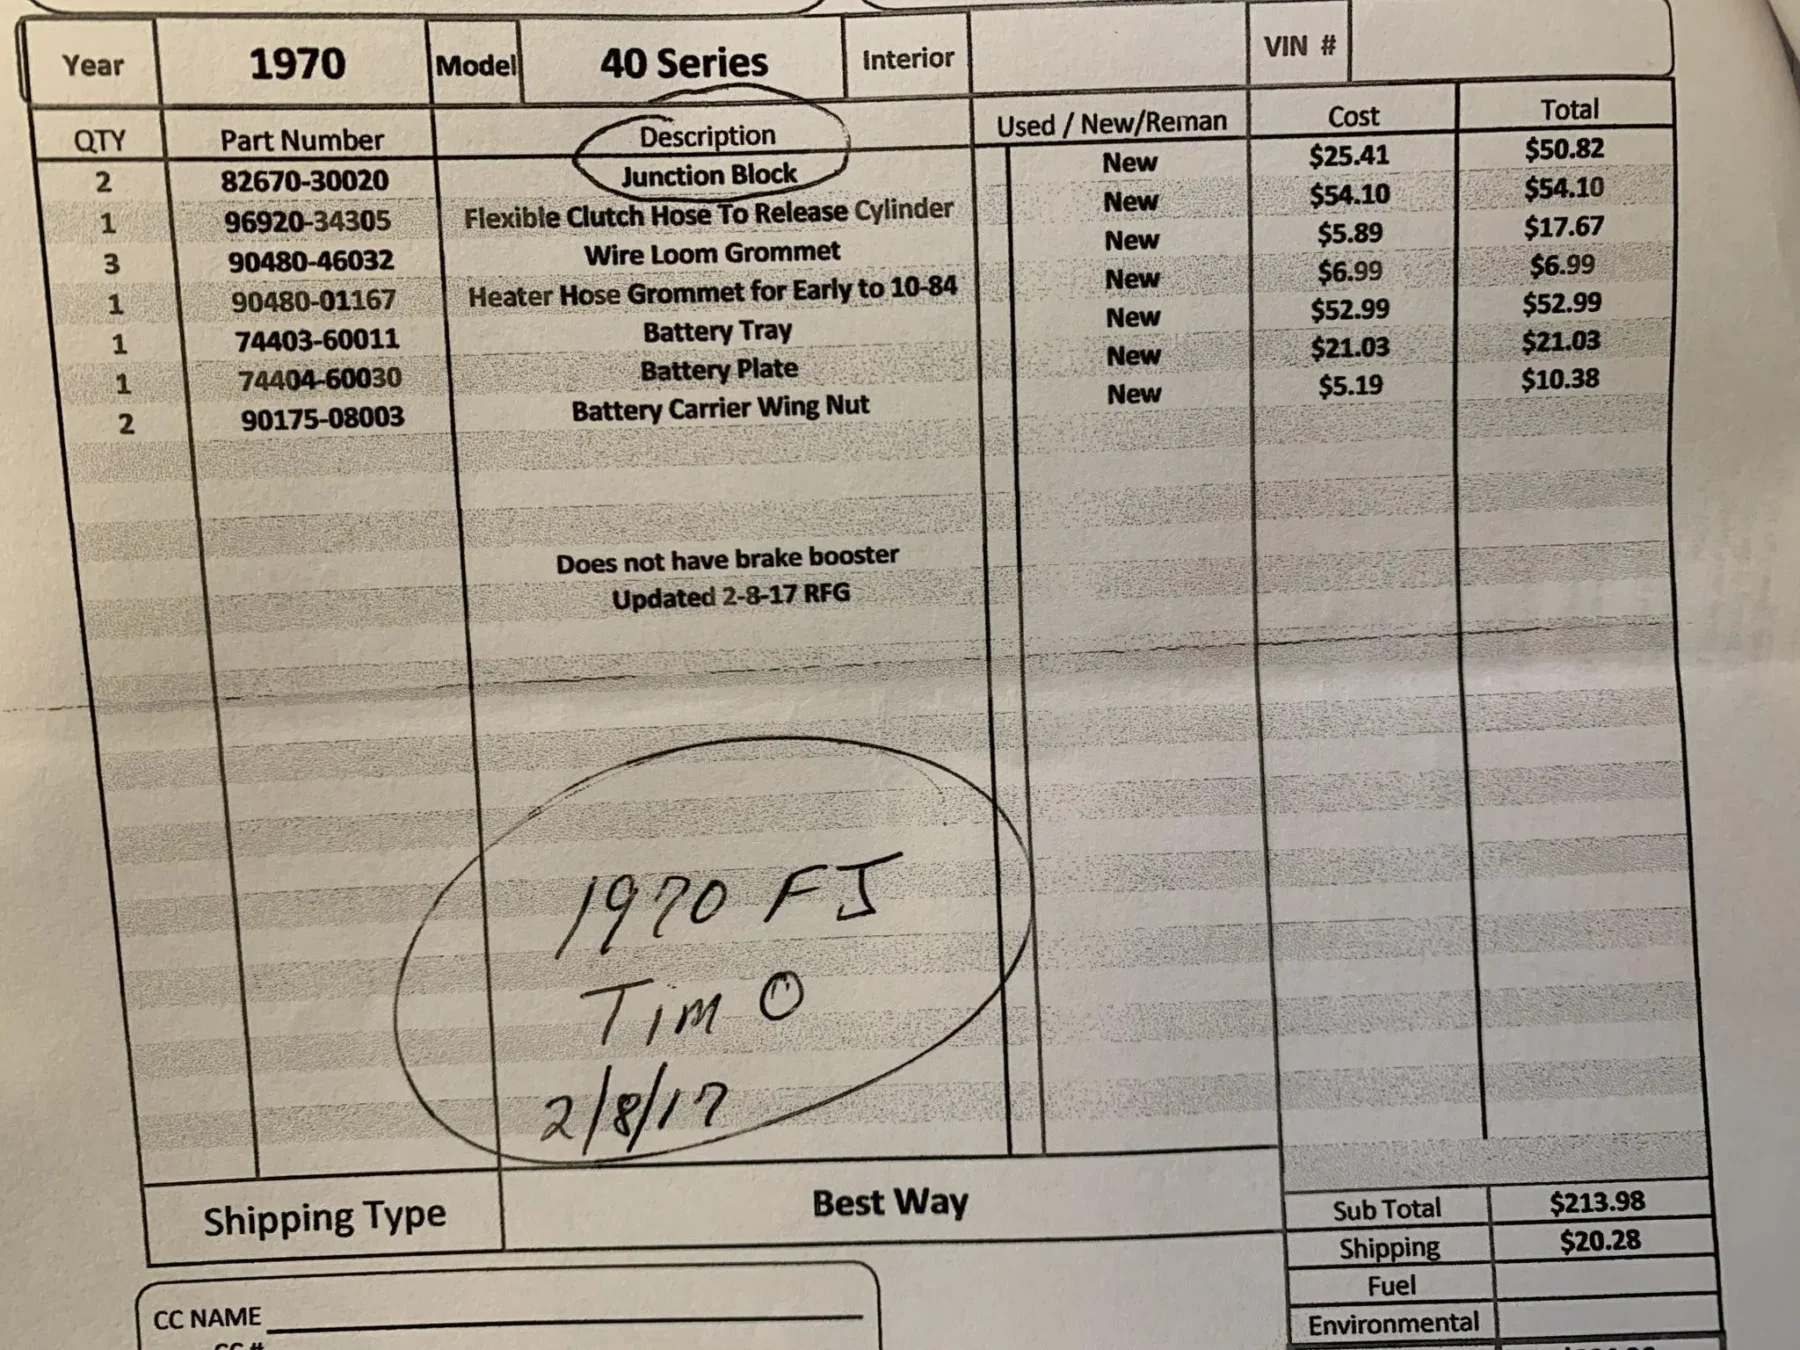 Year 1970 Model 40 Series Interior VIN #
QTY Part Number Description Used / New/Reman Cost Total
2 82670-30020 Junction Block New $25.41 $50.82
1 96920-34305 Flexible Clutch Hose To Release Cylinder New $54.10 $54.10
3 90480-46032 Wire Loom Grommet New $5.89 $17.67
1 90480-01167 Heater Hose Grommet for Early to 10-84 New $6.99 $6.99
1 74403-60011 Battery Tray New $52.99 $52.99
1 74404-60030 Battery Plate New $21.03 $21.03
2 90175-08003 Battery Carrier Wing Nut New $5.19 $10.38
Does not have brake booster
Updated 2-8-17 RFG
1970 FJ
Tim O
2/8/17
Shipping Type Best Way
Sub Total $213.98
Shipping $20.28
Fuel
Environmental
CC NAME